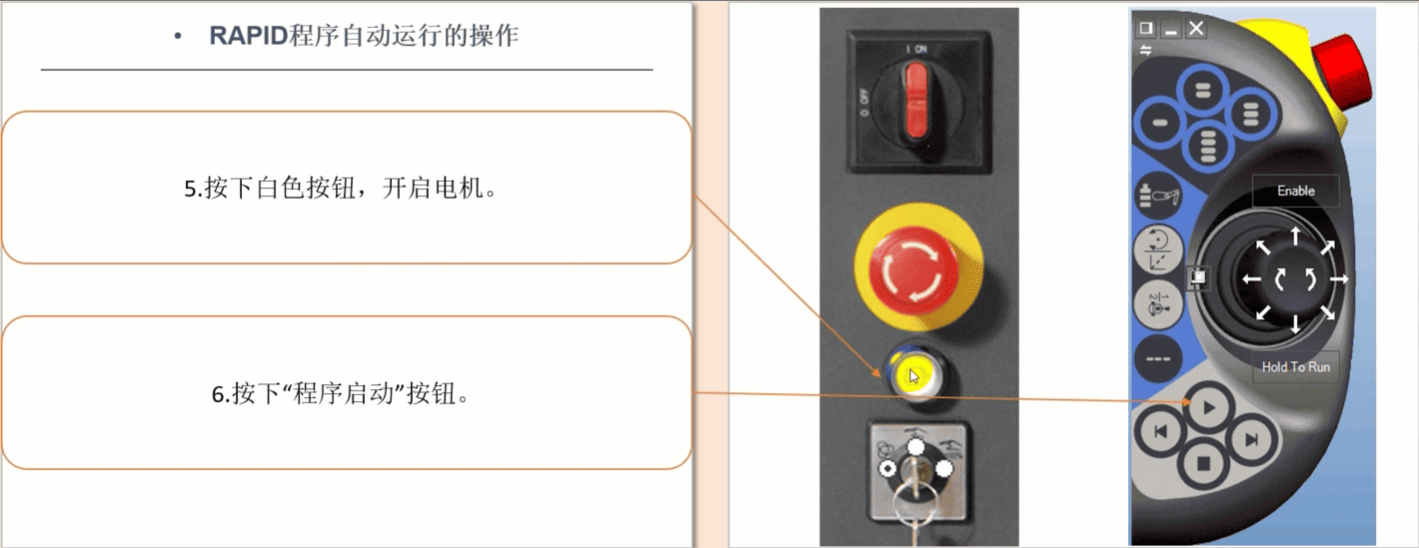 • RAPID程序自动运行的操作
5.按下白色按钮，开启电机。
6.按下“程序启动”按钮。
I ON
O OFF
Enable
Hold To Run